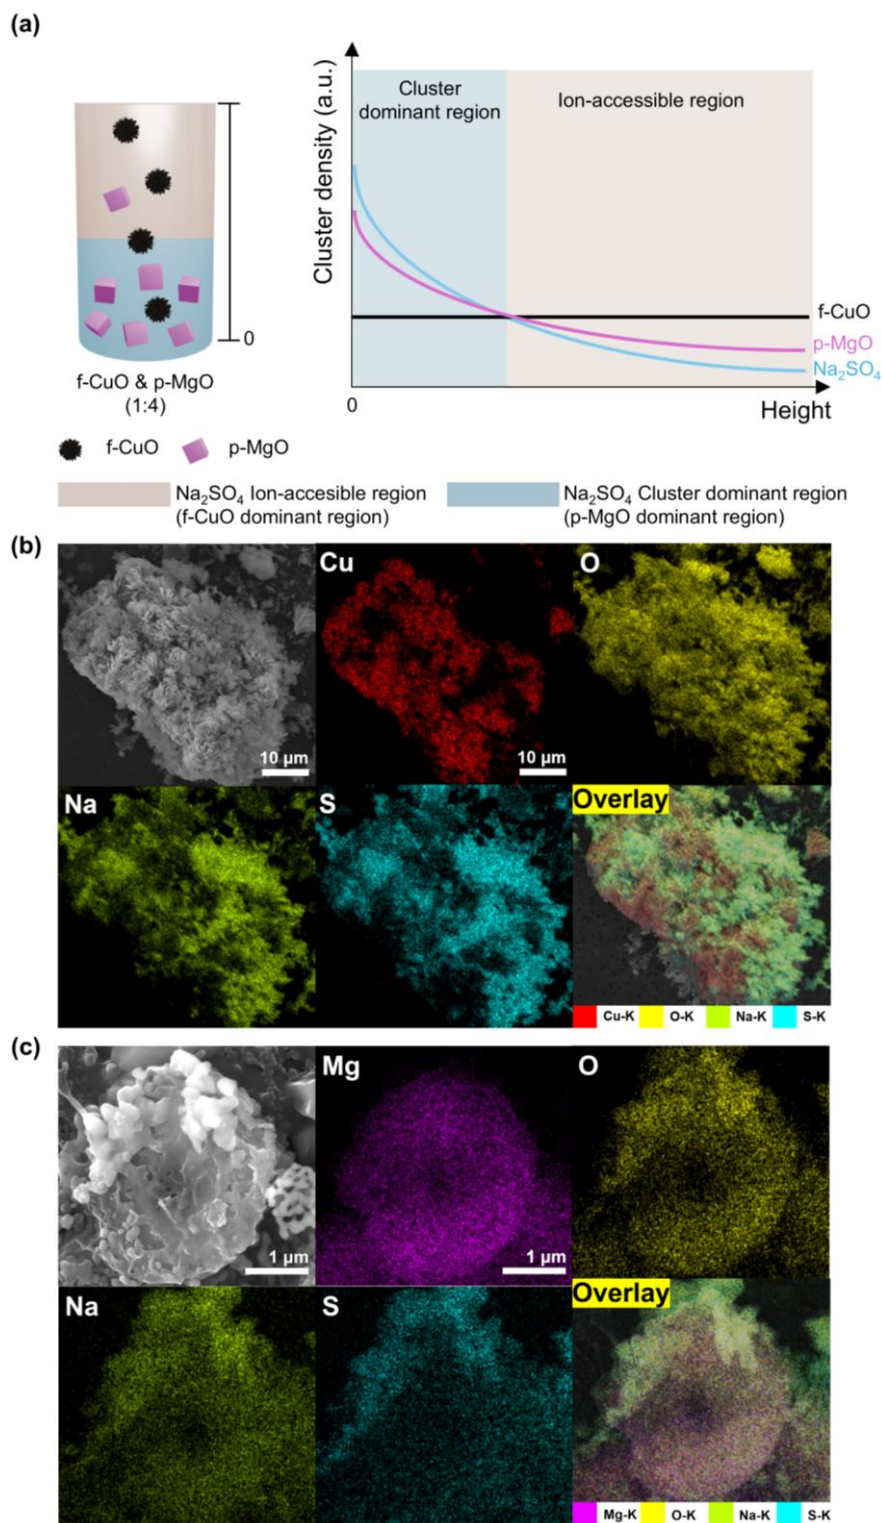 (a)
Cluster density (a.u.)
Cluster
dominant region
Ion-accessible region
f-CuO
p-MgO
Na₂SO₄
0
Height
0
f-CuO & p-MgO
(1:4)
f-CuO
p-MgO
Na₂SO₄ Ion-accesible region
(f-CuO dominant region)
Na₂SO₄ Cluster dominant region
(p-MgO dominant region)
(b)
Cu
O
10 µm
10 µm
Na
S
Overlay
Cu-K
O-K
Na-K
S-K
(c)
Mg
O
1 µm
1 µm
Na
S
Overlay
Mg-K
O-K
Na-K
S-K